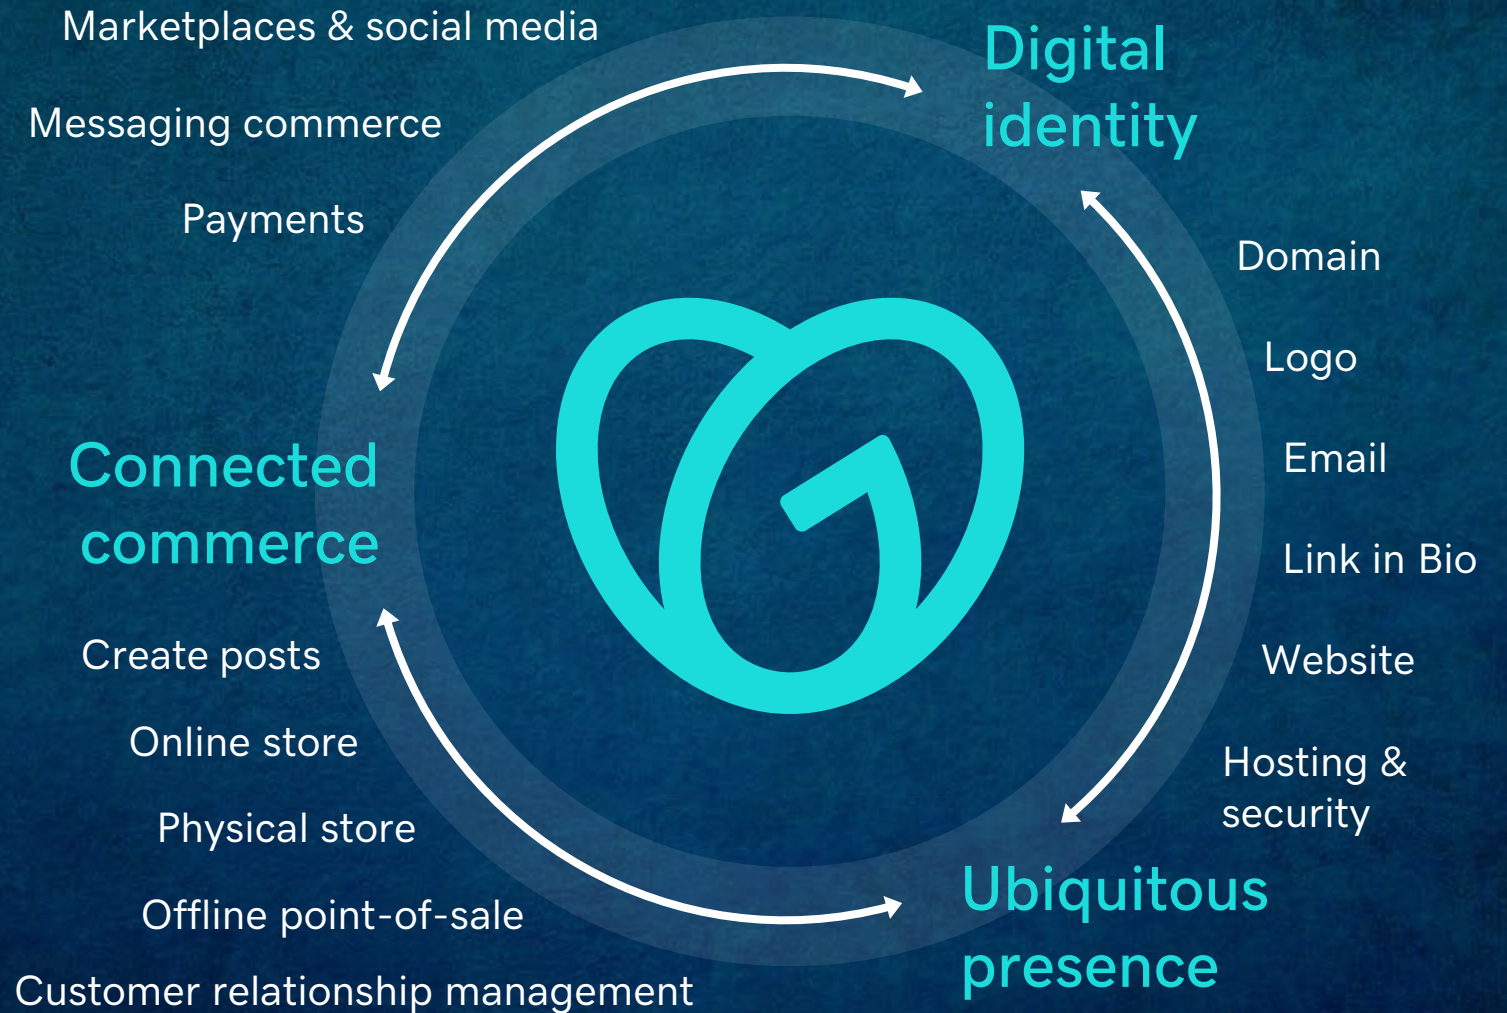 Marketplaces & social media
Messaging commerce
Payments
Digital
identity
Domain
Logo
Email
Link in Bio
Website
Hosting &
security
Connected
commerce
Create posts
Online store
Physical store
Offline point-of-sale
Customer relationship management
Ubiquitous
presence